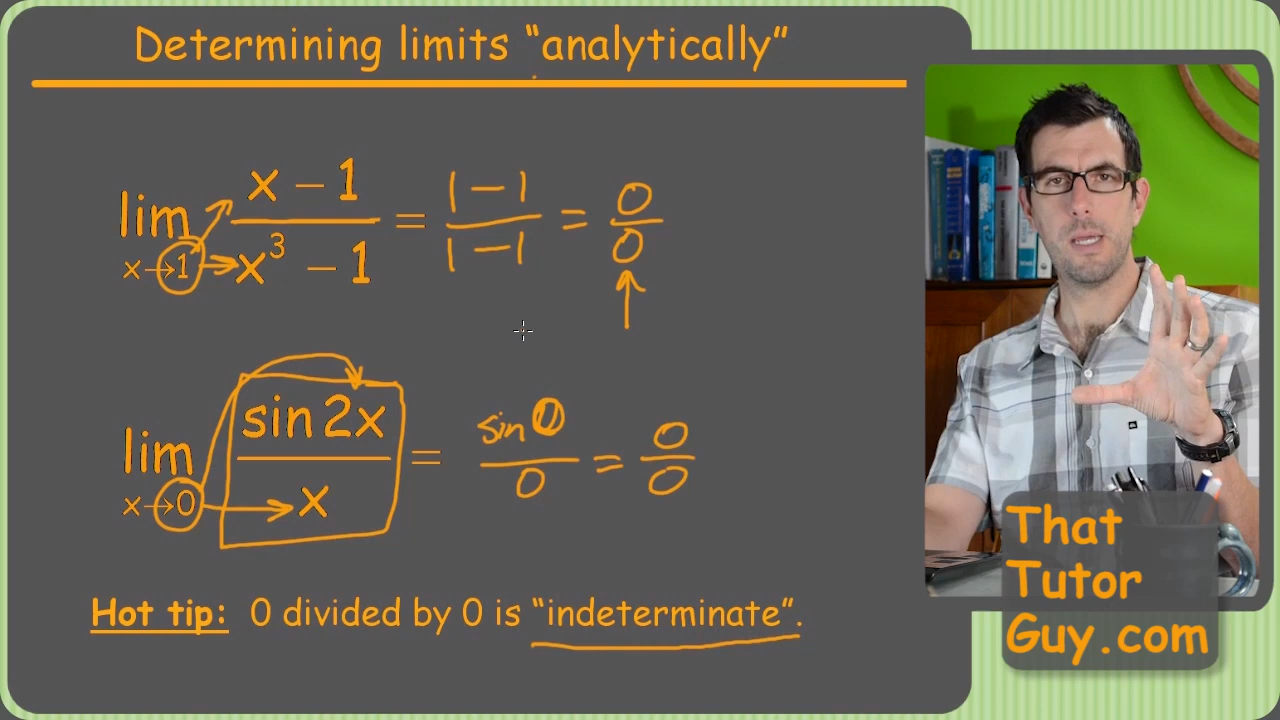 Determining limits “analytically”
lim x→1 x − 1 / x³ − 1 = 1 − 1 / 1 − 1 = 0 / 0
lim x→0 sin 2x / x = sin 0 / 0 = 0 / 0
Hot tip: 0 divided by 0 is “indeterminate”.
That
Tutor
Guy.com